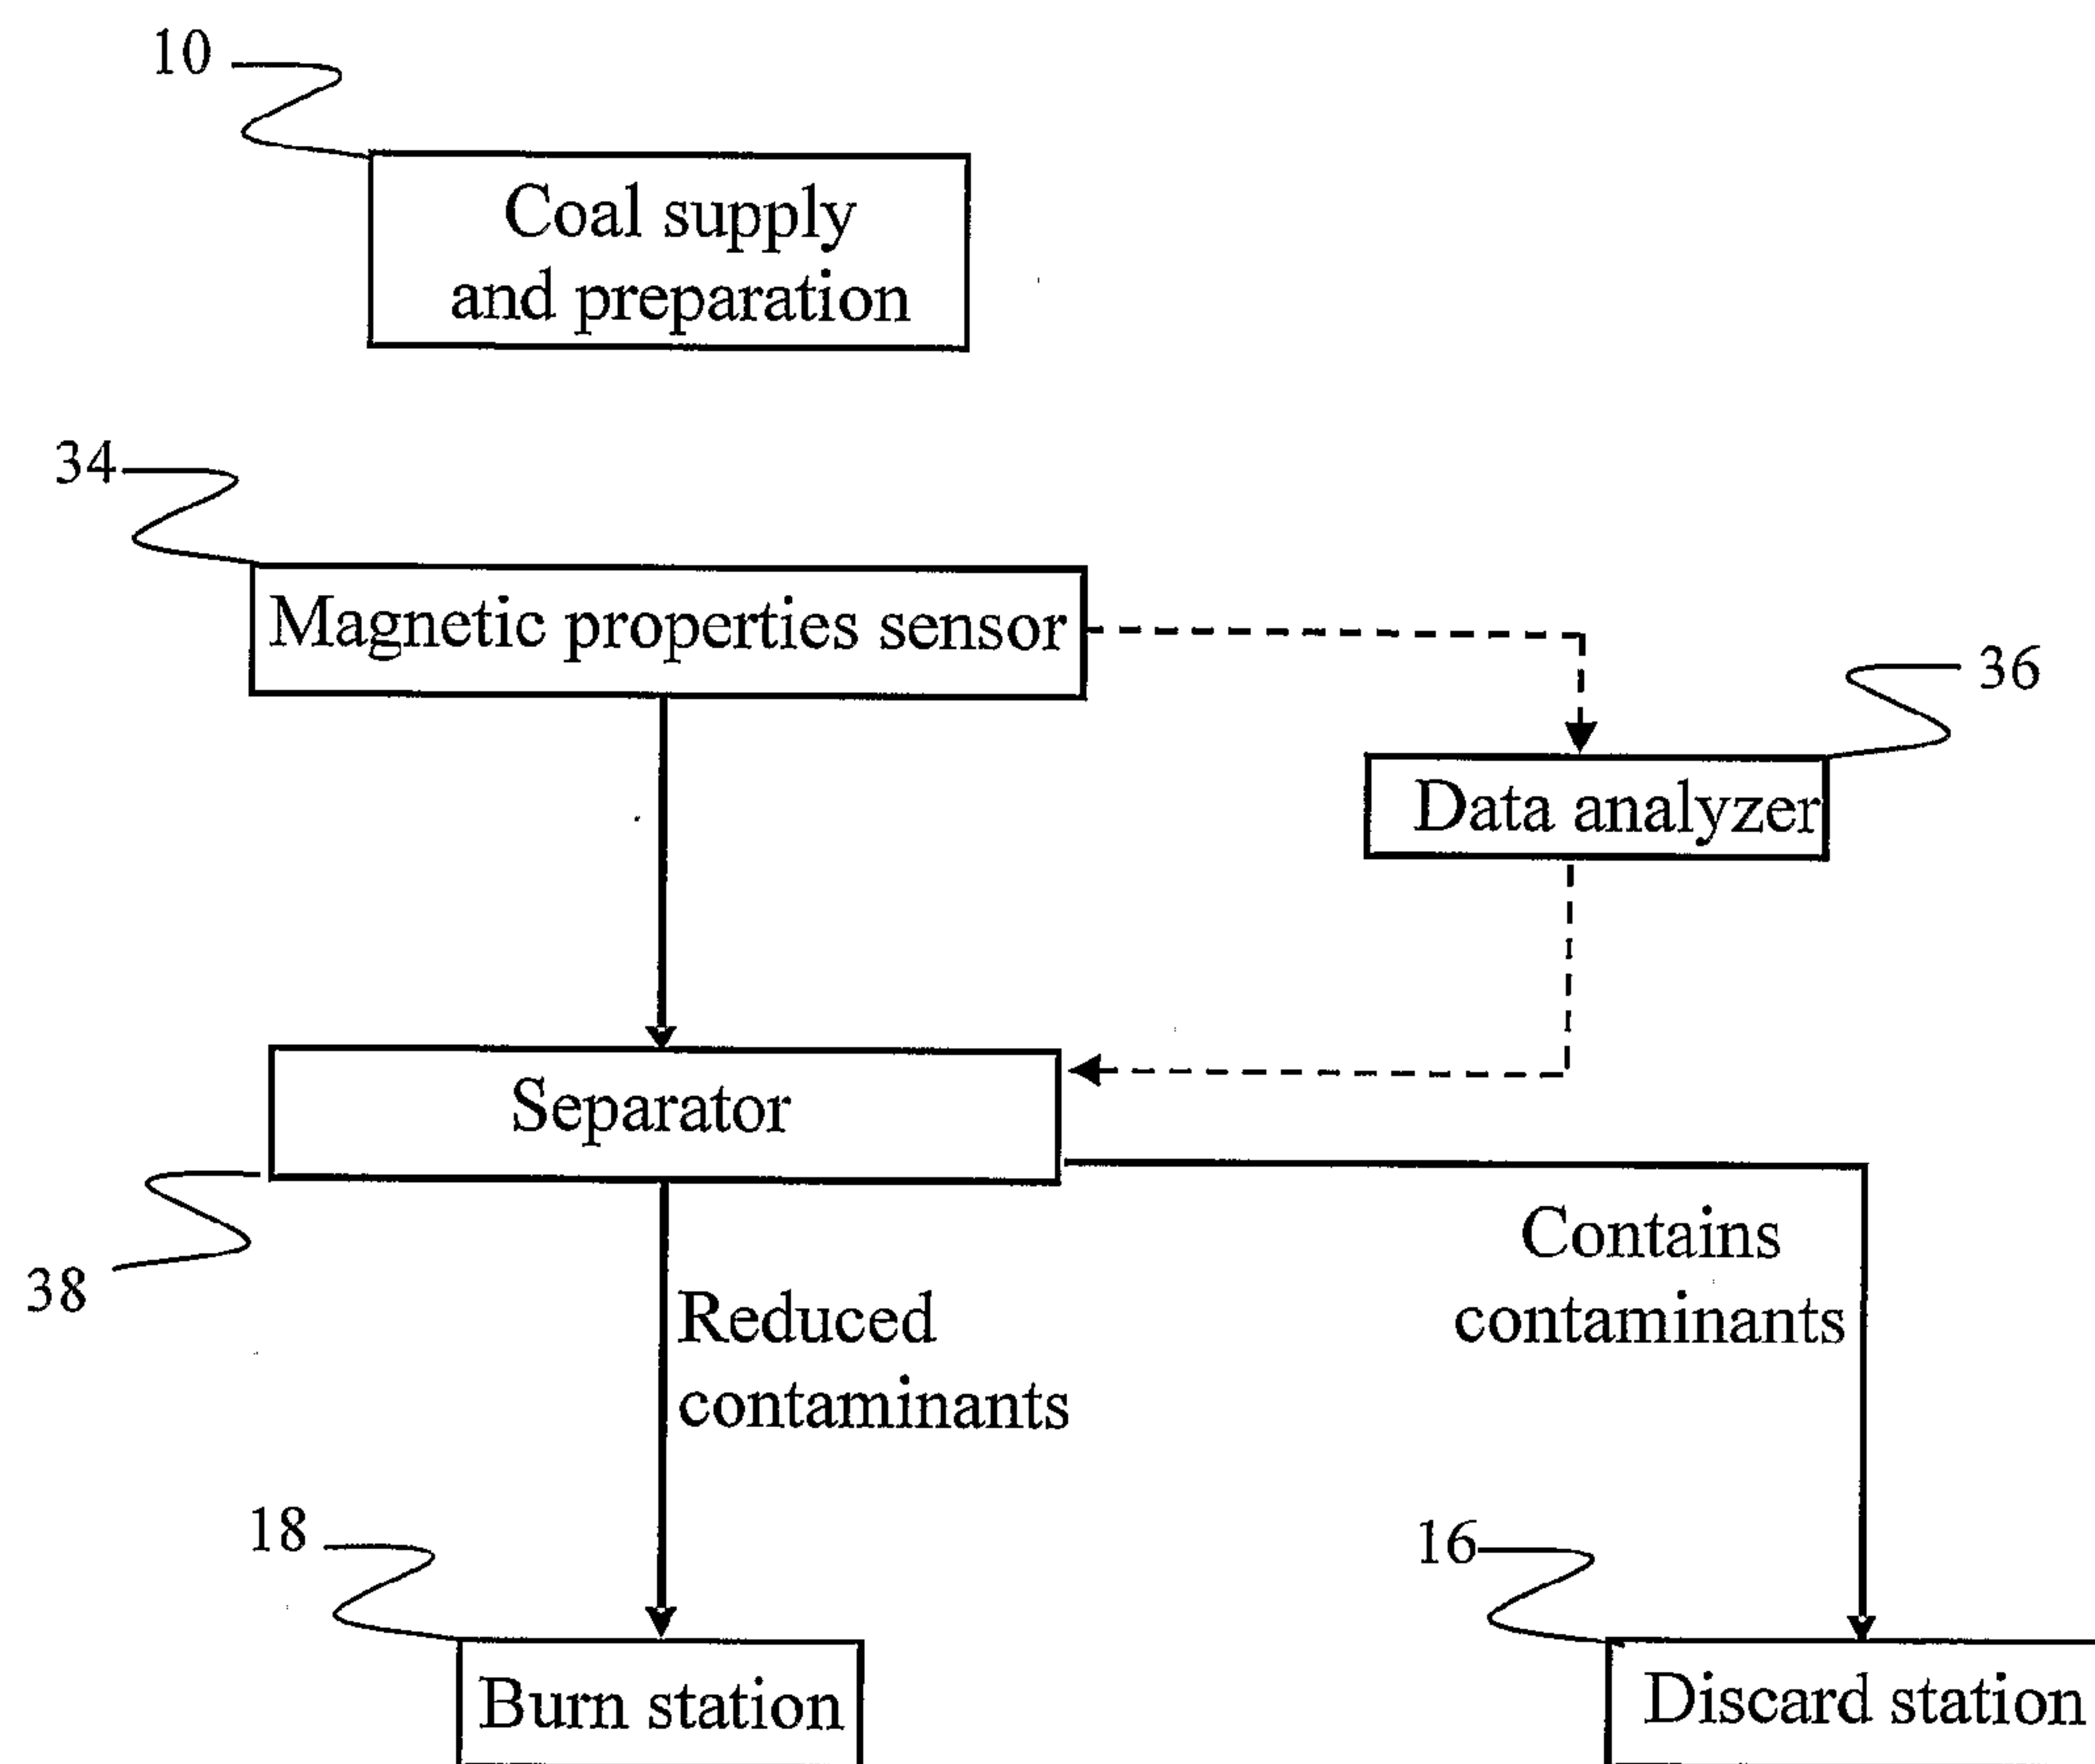 10
Coal supply
and preparation
34
Magnetic properties sensor
36
Data analyzer
Separator
38
Contains
contaminants
Reduced
contaminants
18
16
Burn station
Discard station